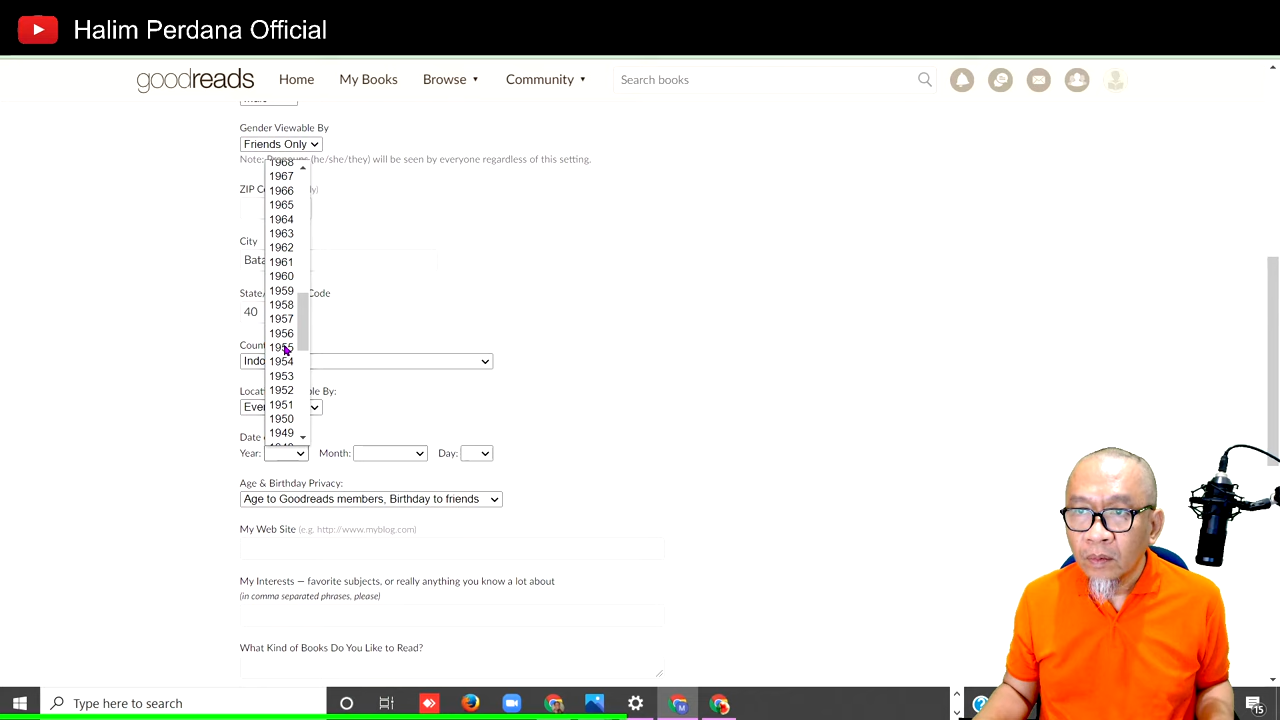 Halim Perdana Official
goodreads Home My Books Browse ▼ Community ▼ Search books
Gender Viewable By
Friends Only
Note: Pronouns (he/she/they) will be seen by everyone regardless of this setting.
1968
1967
1966
1965
1964
1963
1962
1961
1960
1959
1958
1957
1956
1955
1954
1953
1952
1951
1950
1949
ZIP
City
Bata
State/ Code
40
Count
Indo
Locat ble By:
Ever
Date
Year: Month: Day:
Age & Birthday Privacy:
Age to Goodreads members, Birthday to friends
My Web Site (e.g. http://www.myblog.com)
My Interests — favorite subjects, or really anything you know a lot about
(in comma separated phrases, please)
What Kind of Books Do You Like to Read?
Type here to search
15